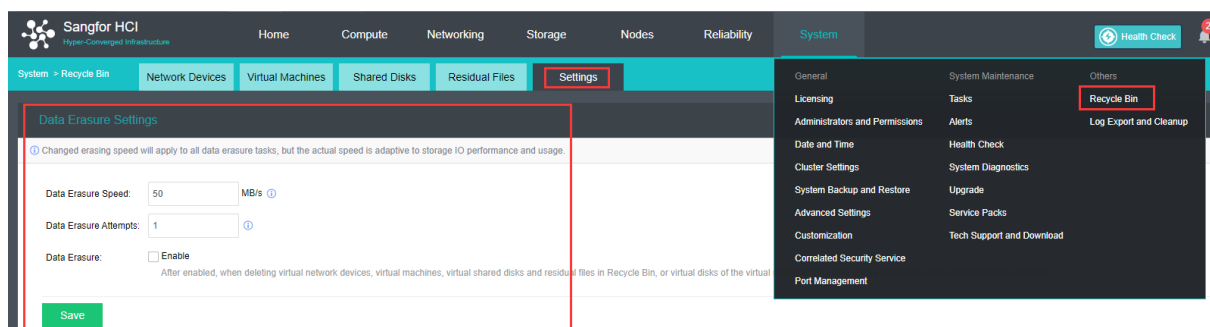 Sangfor HCI
Hyper-Converged Infrastructure
Home Compute Networking Storage Nodes Reliability System
Health Check
2
System > Recycle Bin
Network Devices Virtual Machines Shared Disks Residual Files Settings
General System Maintenance Others
Licensing Tasks Recycle Bin
Administrators and Permissions Alerts Log Export and Cleanup
Date and Time Health Check
Cluster Settings System Diagnostics
System Backup and Restore Upgrade
Advanced Settings Service Packs
Customization Tech Support and Download
Correlated Security Service
Port Management
Data Erasure Settings
Changed erasing speed will apply to all data erasure tasks, but the actual speed is adaptive to storage IO performance and usage.
Data Erasure Speed: 50 MB/s
Data Erasure Attempts: 1
Data Erasure: Enable
After enabled, when deleting virtual network devices, virtual machines, virtual shared disks and residual files in Recycle Bin, or virtual disks of the virtual
Save